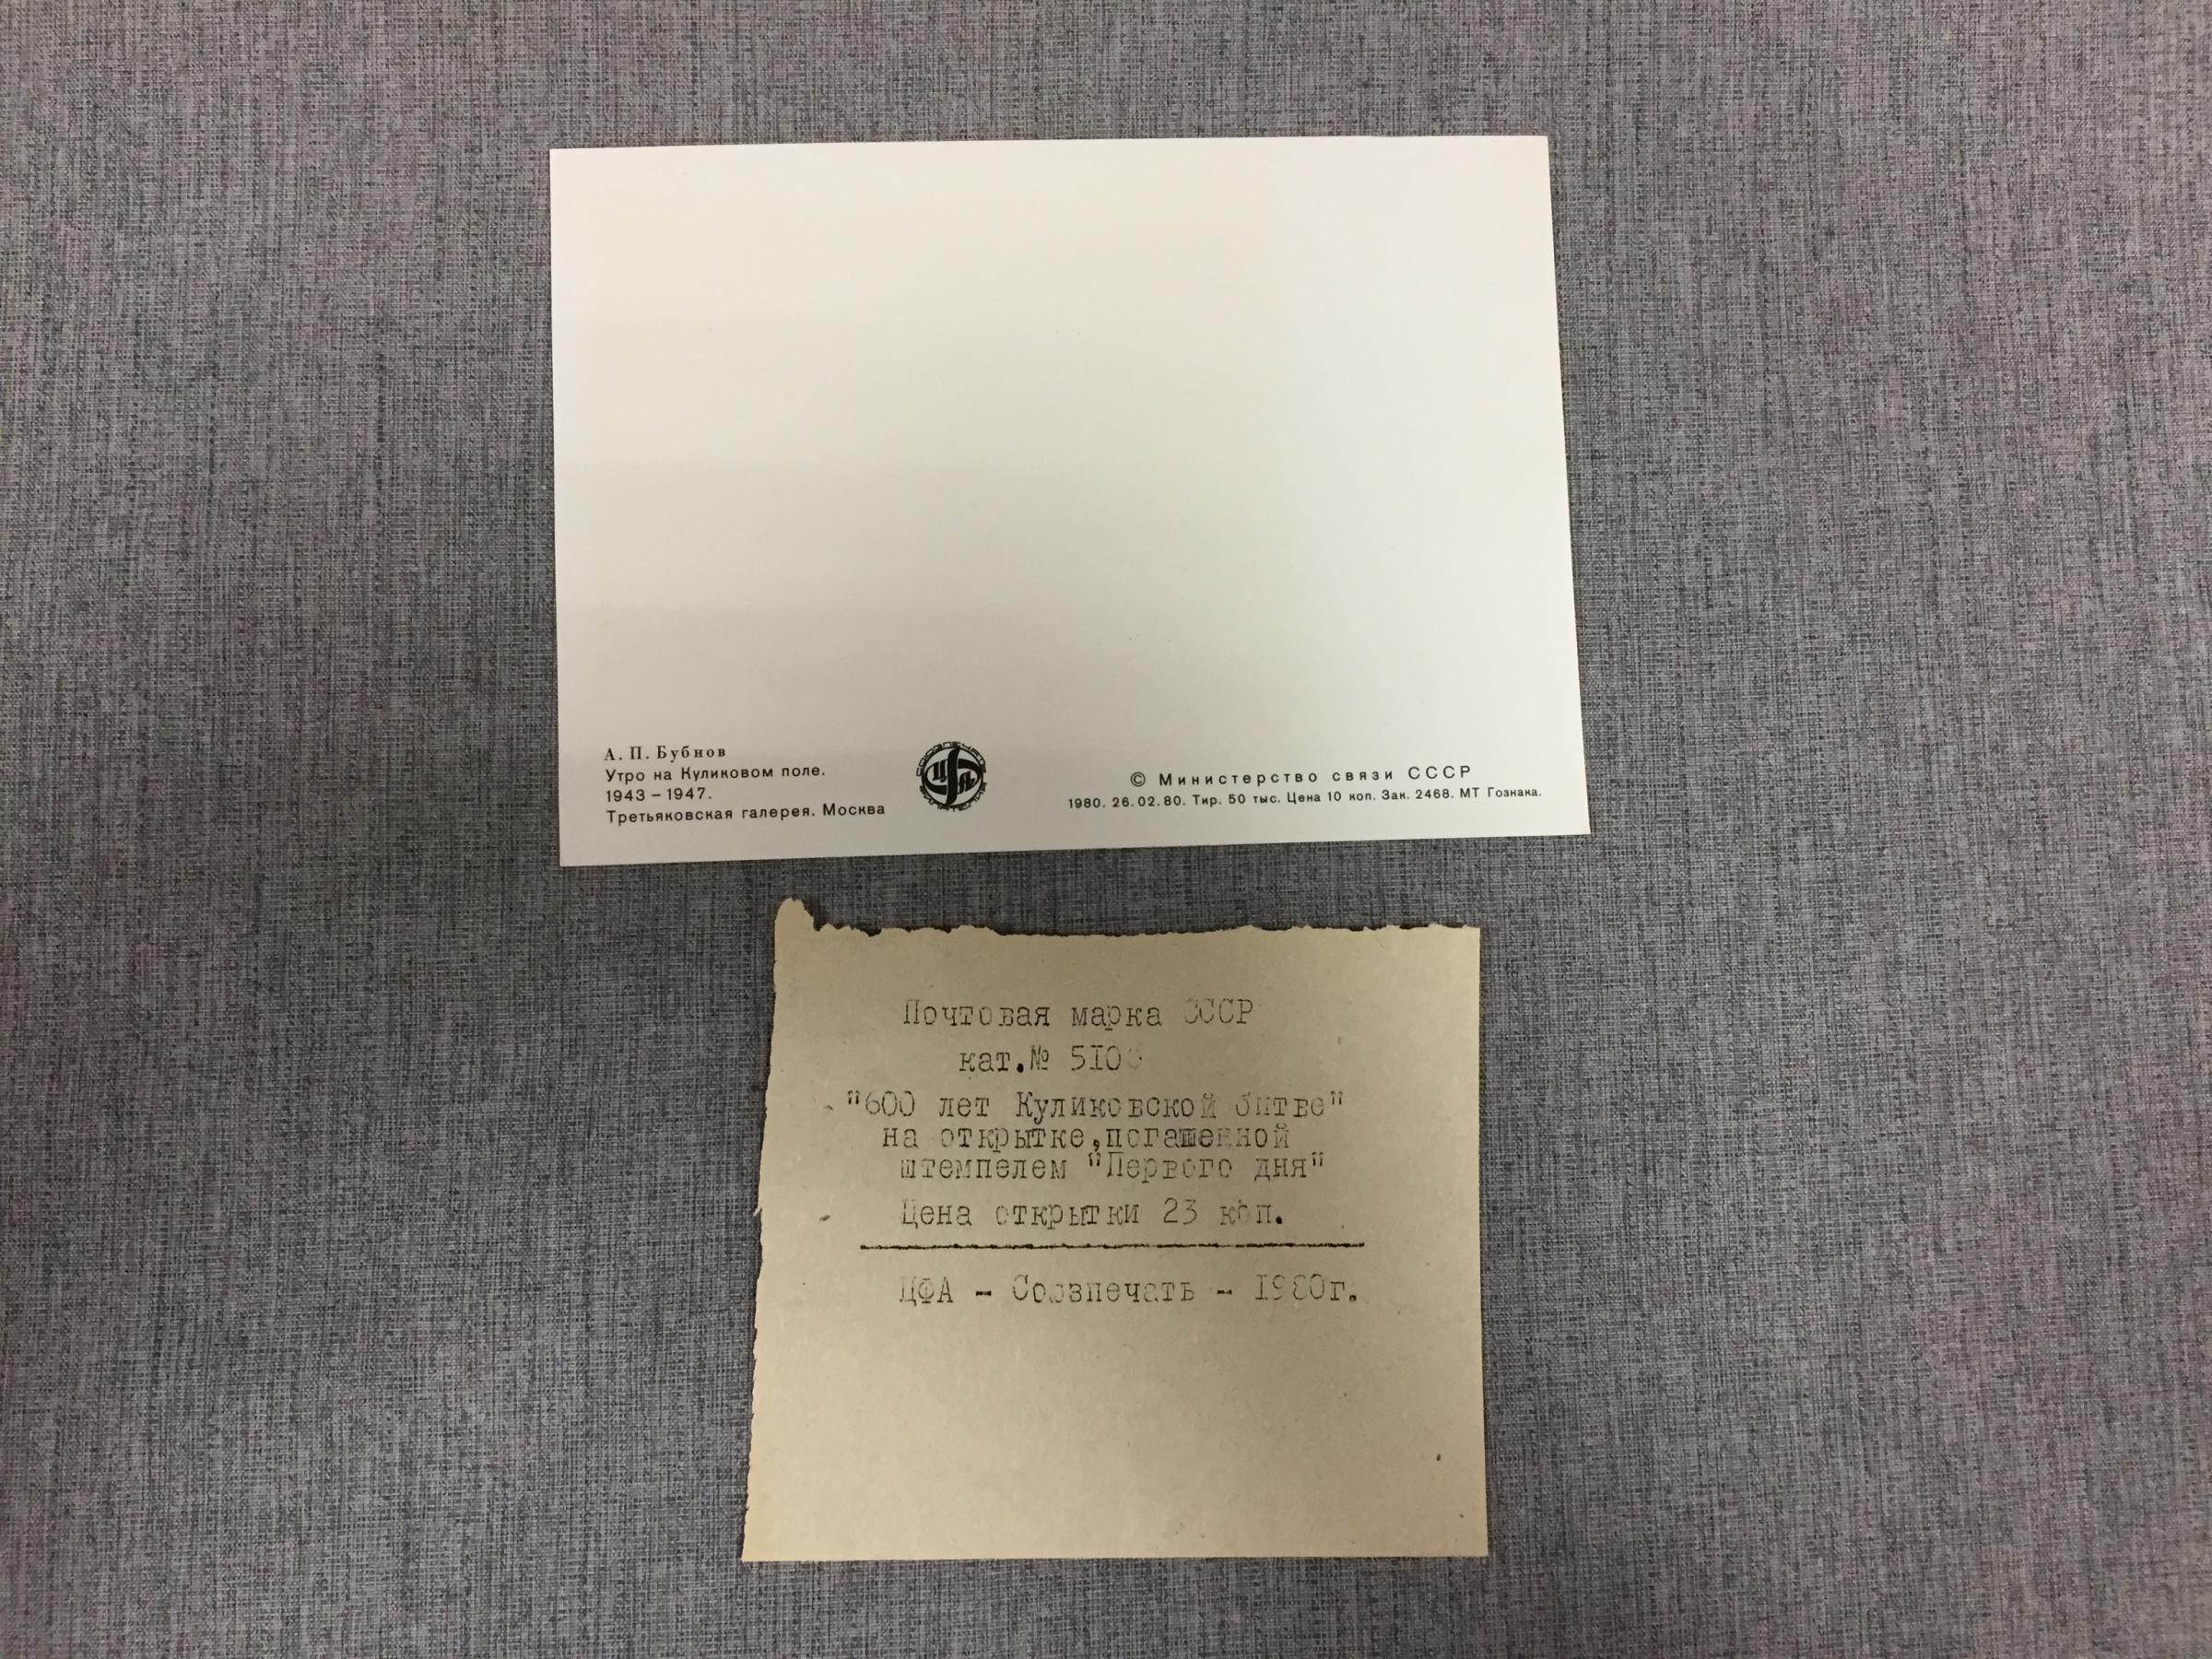 А. П. Бубнов
Утро на Куликовом поле.
1943 – 1947.
Третьяковская галерея. Москва
© Министерство связи СССР
1980. 26.02.80. Тир. 50 тыс. Цена 10 коп. Зак. 2468. МТ Гознака.
Почтовая марка СССР
кат.№
"600 лет Куликовской битве"
на открытке,погашенной
штемпелем "Первого дня"
Цена открытки 23 коп.
ЦФА - Союзпечать - 1980г.